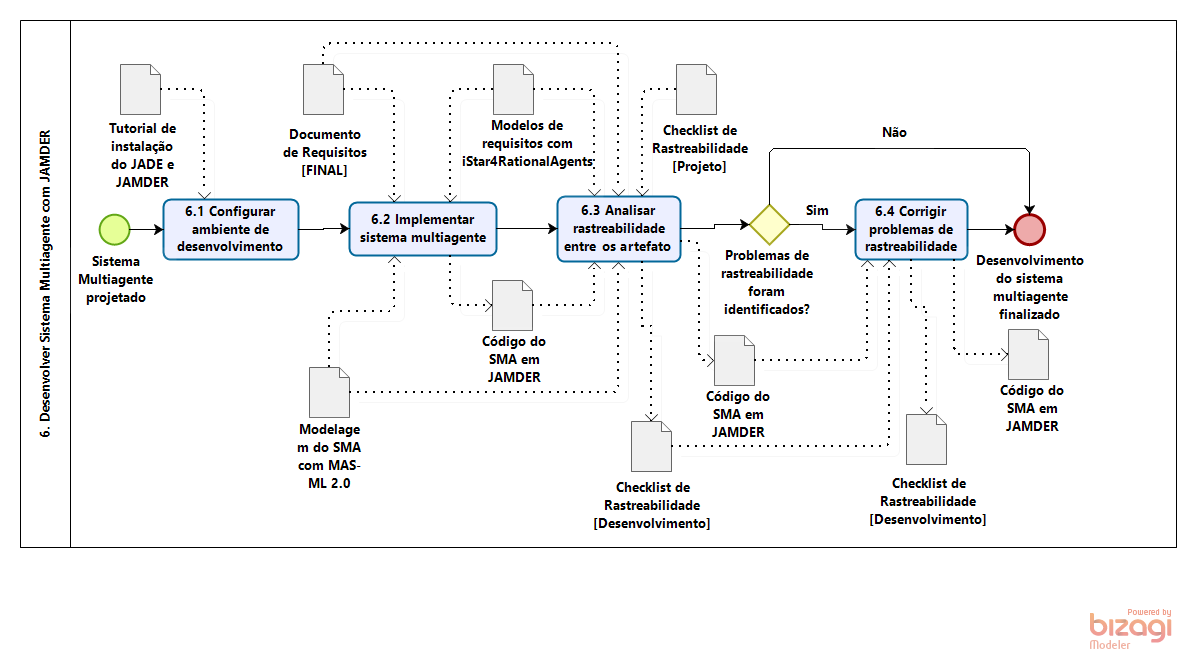 6. Desenvolver Sistema Multiagente com JAMDER
Tutorial de
instalação
do JADE e
JAMDER
Documento
de Requisitos
[FINAL]
Modelos de
requisitos com
iStar4RationalAgents
Checklist de
Rastreabilidade
[Projeto]
Não
Sistema
Multiagente
projetado
6.1 Configurar
ambiente de
desenvolvimento
6.2 Implementar
sistema multiagente
6.3 Analisar
rastreabilidade
entre os artefato
Problemas de
rastreabilidade
foram
identificados?
Sim
6.4 Corrigir
problemas de
rastreabilidade
Desenvolvimento
do sistema
multiagente
finalizado
Código do
SMA em
JAMDER
Modelage
m do SMA
com MAS-
ML 2.0
Código do
SMA em
JAMDER
Código do
SMA em
JAMDER
Checklist de
Rastreabilidade
[Desenvolvimento]
Checklist de
Rastreabilidade
[Desenvolvimento]
Powered by
bizagi
Modeler